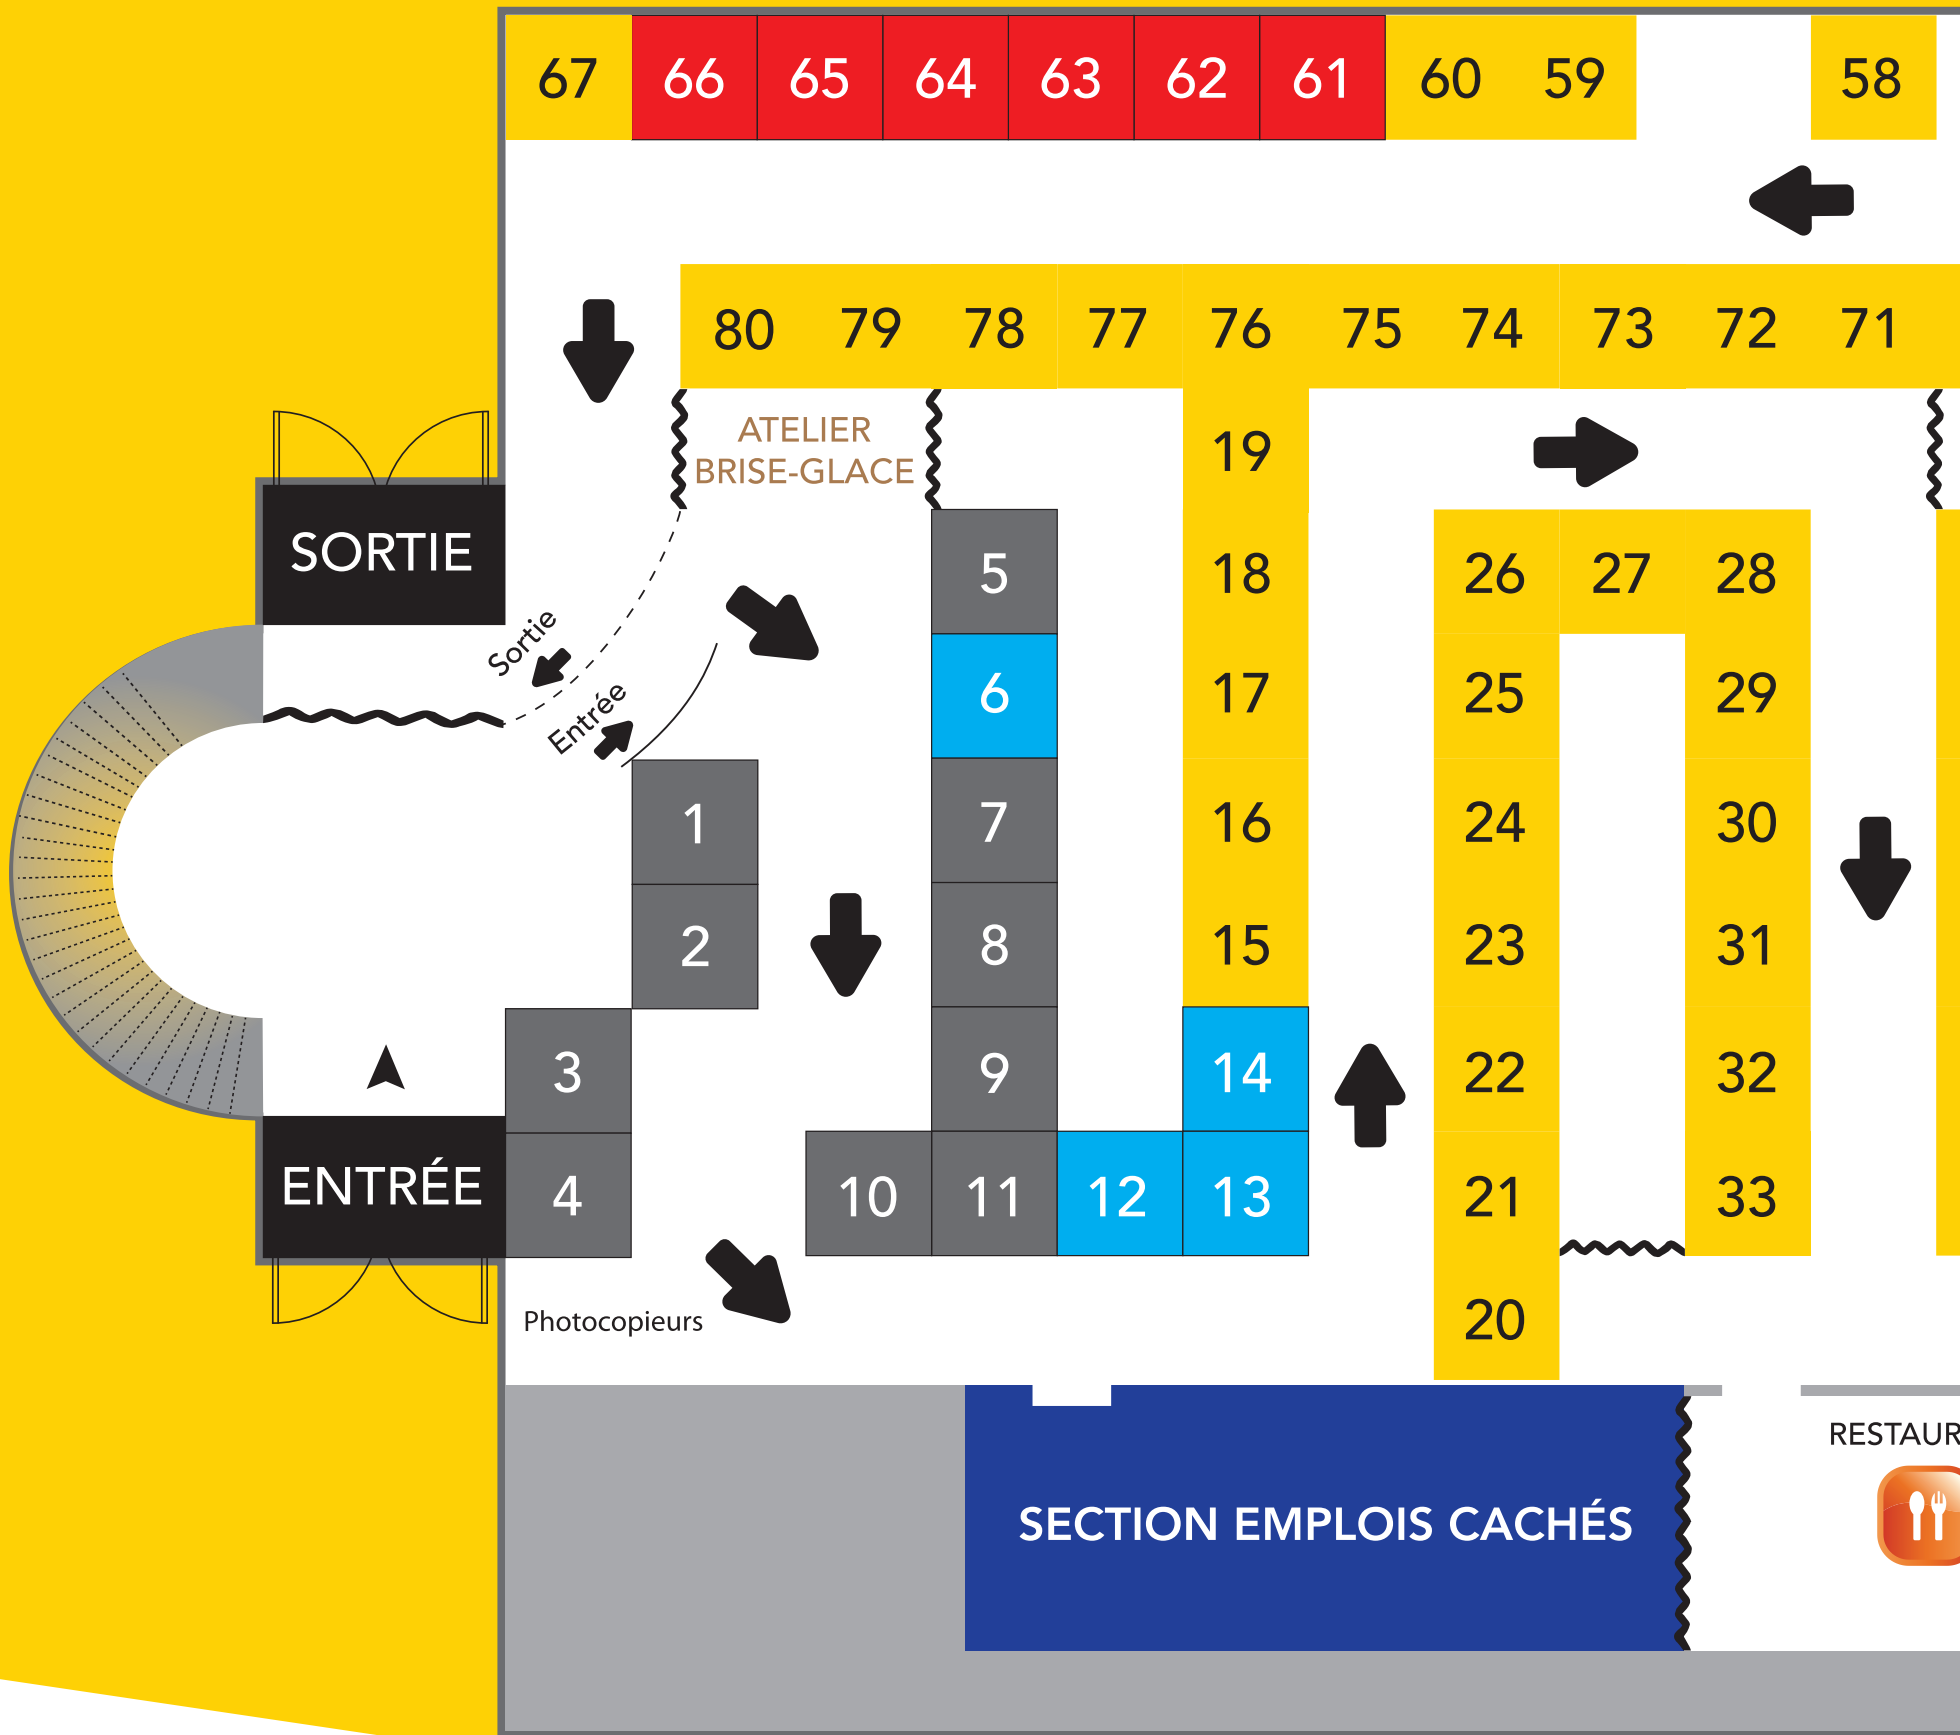 67 66 65 64 63 62 61 60 59 58
80 79 78 77 76 75 74 73 72 71
ATELIER
BRISE-GLACE
19
SORTIE
5 18 26 27 28
Sortie
6 17 25 29
Entrée
1 7 16 24 30
2 8 15 23 31
3 9 14 22 32
ENTRÉE
4 10 11 12 13 21 33
Photocopieurs
20
RESTAUR
SECTION EMPLOIS CACHÉS